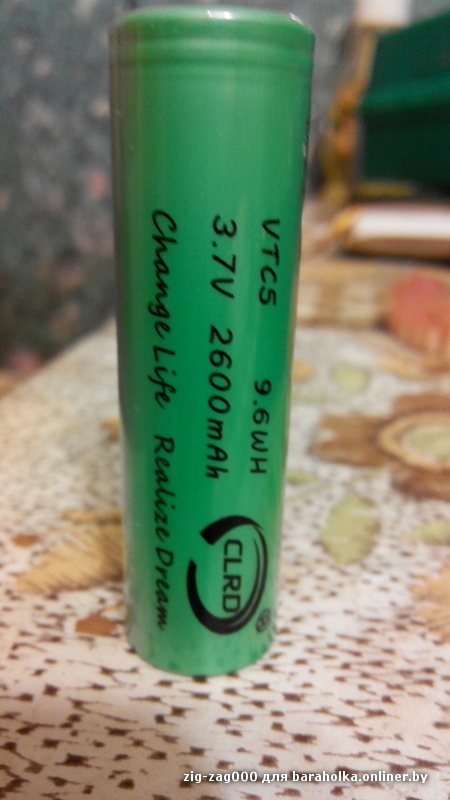 VTC5 9.6WH
3.7V 2600mAh
Change Life Realize Dream
CLRD
zig-zag000 для baraholka.onliner.by